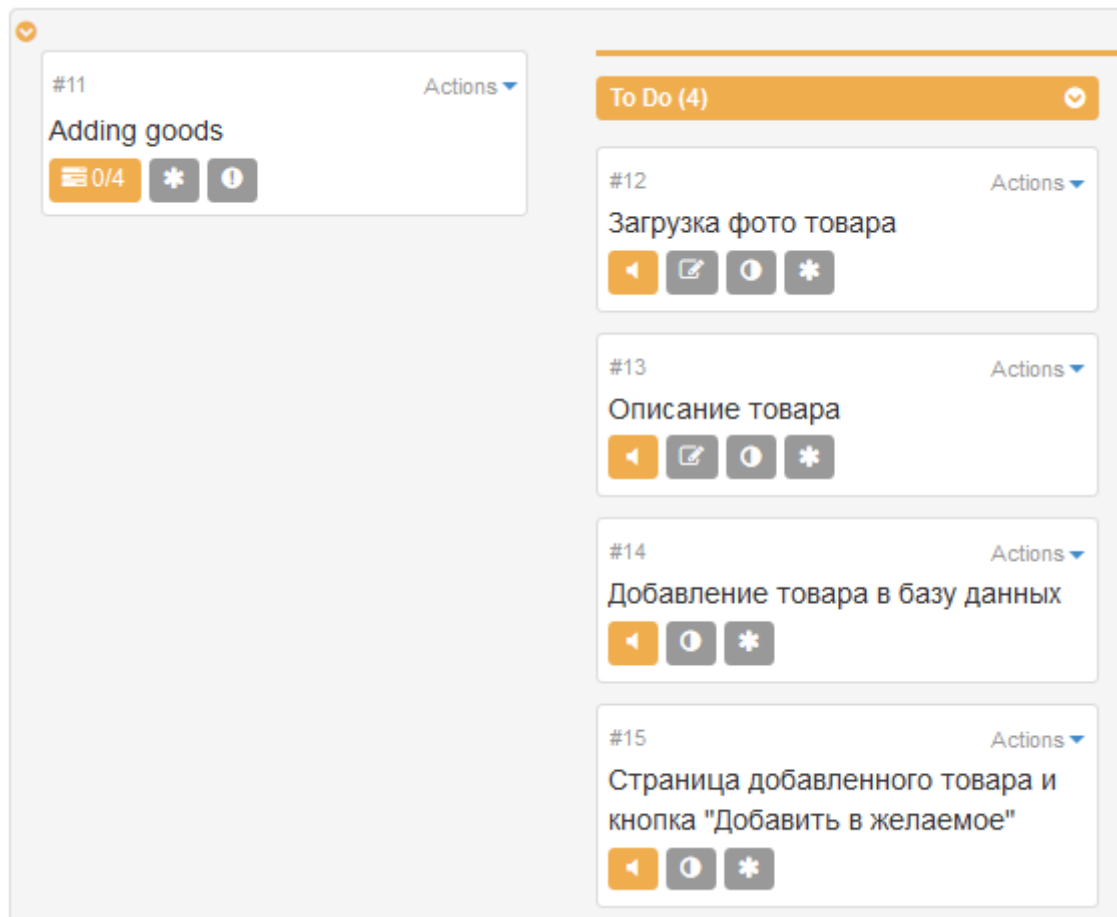 #11 Actions
Adding goods
0/4
To Do (4)
#12 Actions
Загрузка фото товара
#13 Actions
Описание товара
#14 Actions
Добавление товара в базу данных
#15 Actions
Страница добавленного товара и
кнопка "Добавить в желаемое"